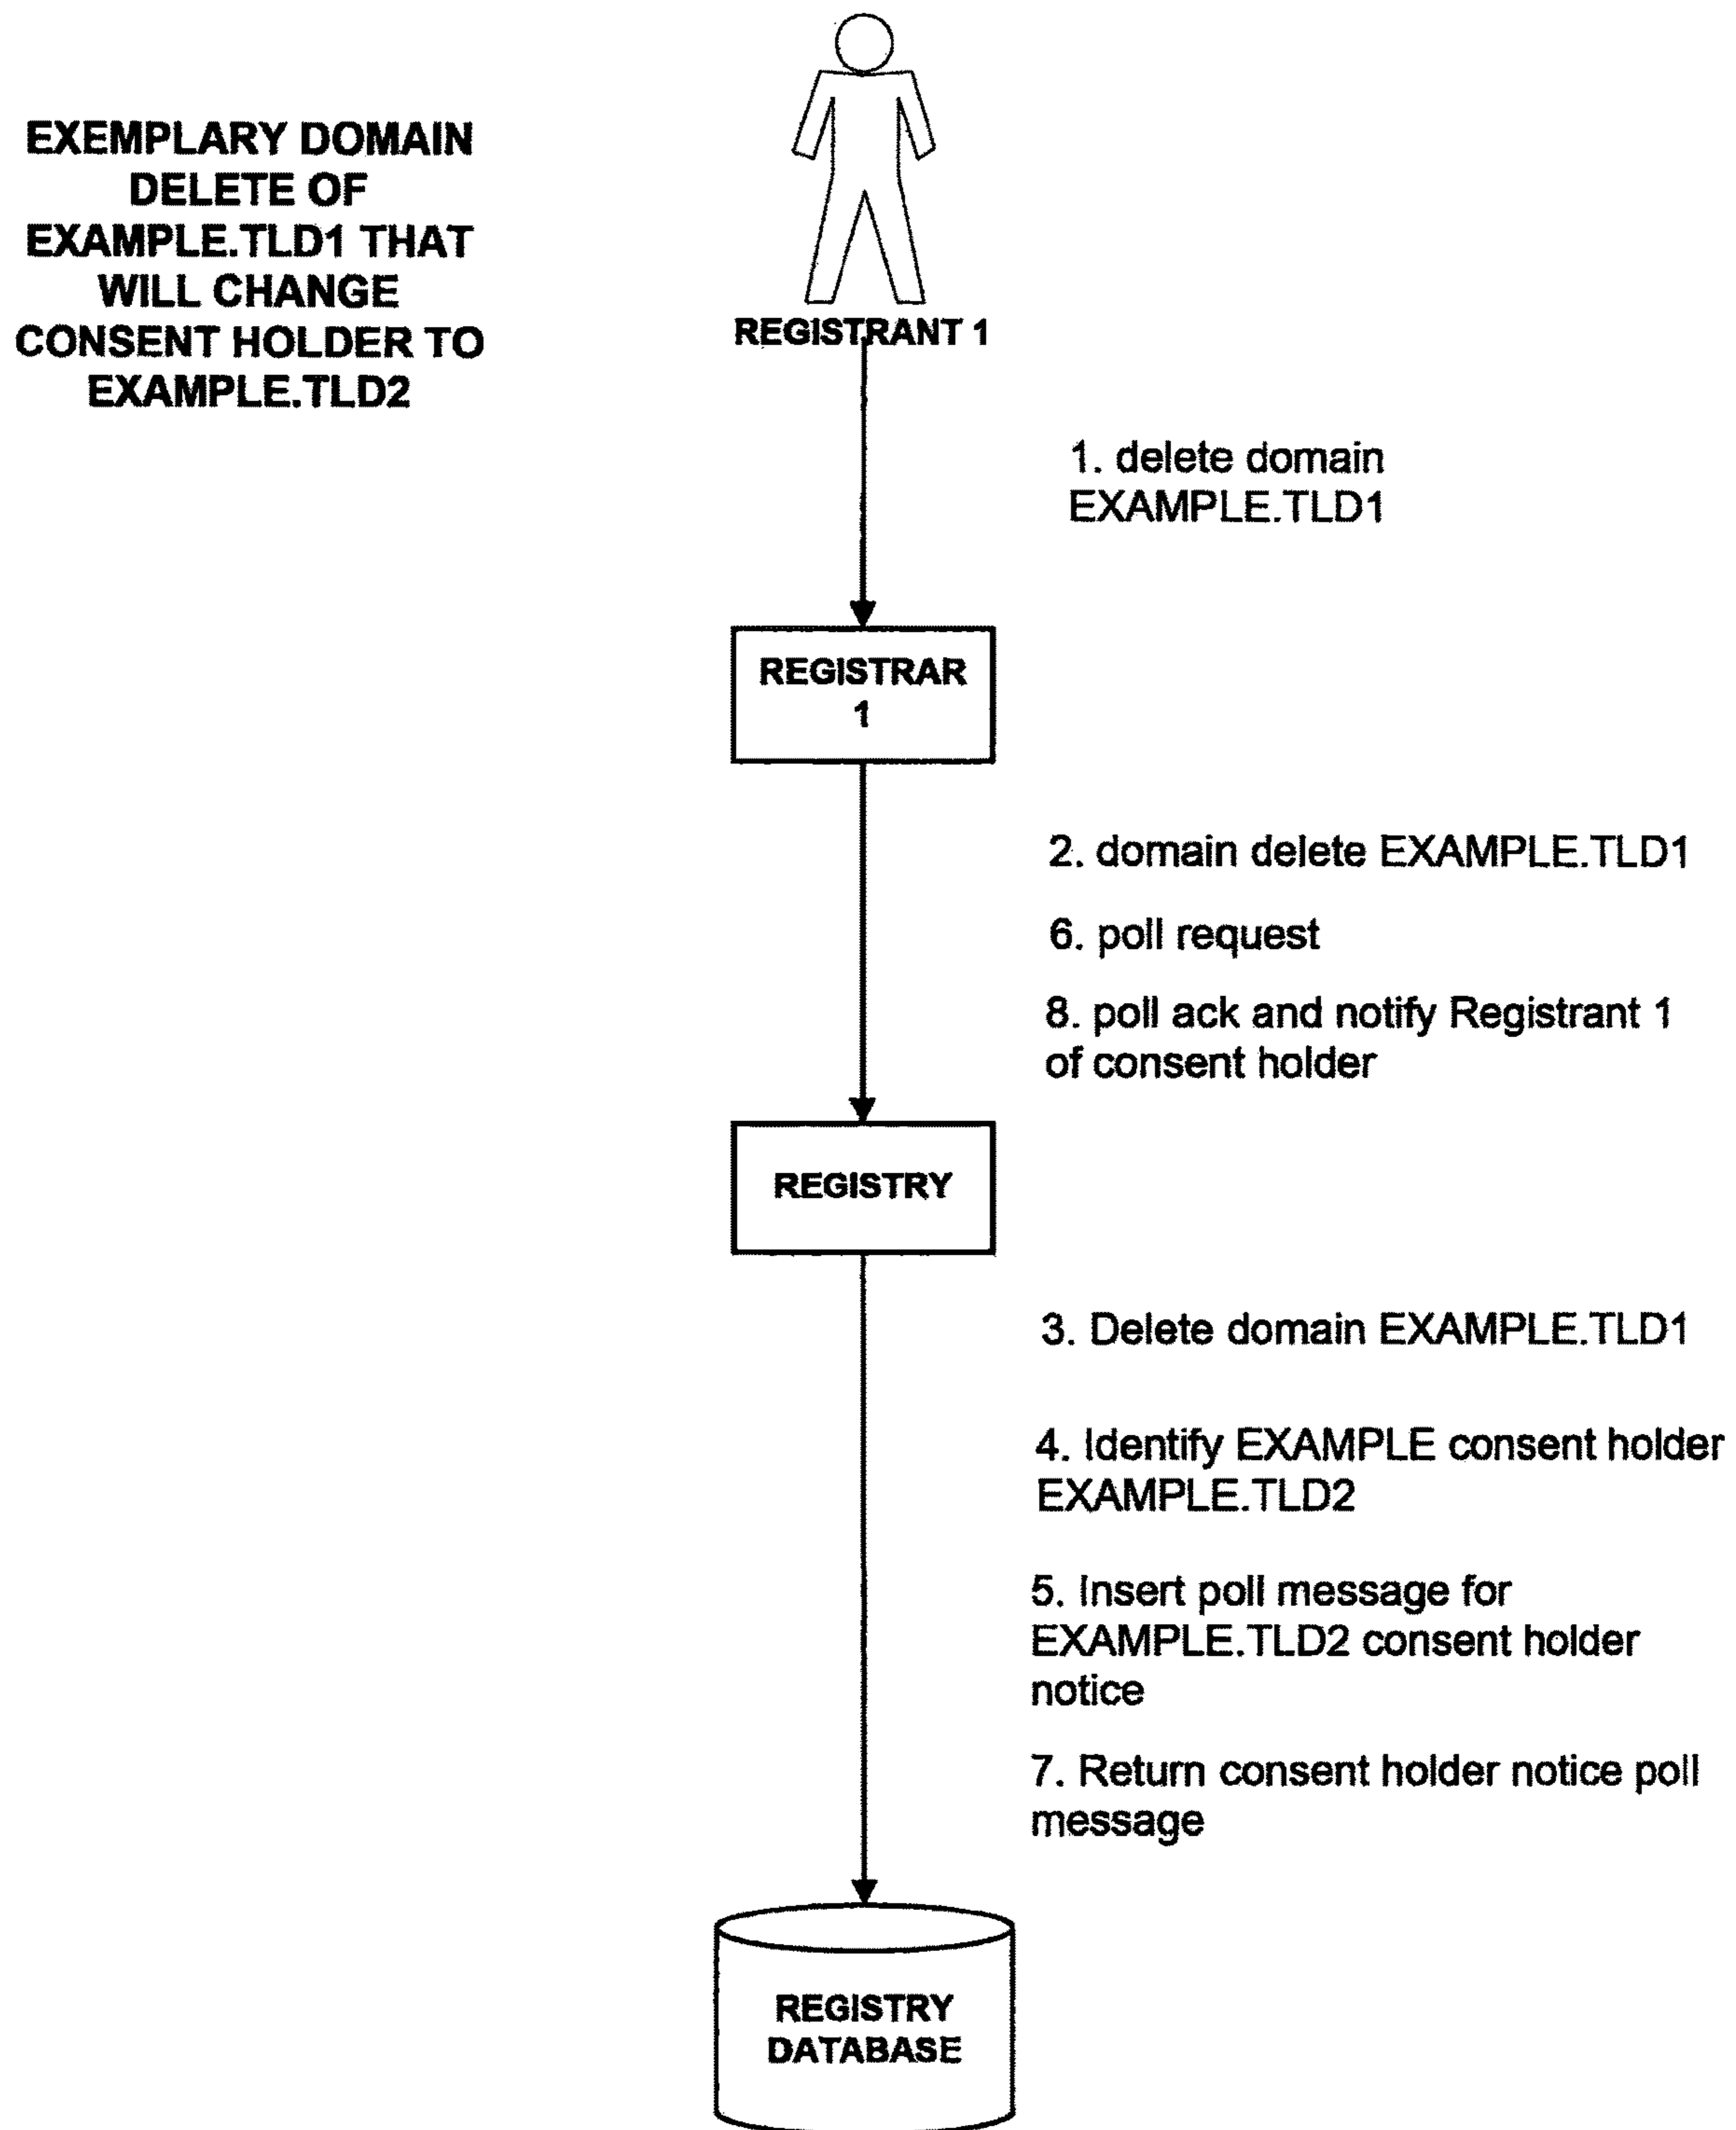 EXEMPLARY DOMAIN
DELETE OF
EXAMPLE.TLD1 THAT
WILL CHANGE
CONSENT HOLDER TO
EXAMPLE.TLD2
REGISTRANT 1
1. delete domain
EXAMPLE.TLD1
REGISTRAR
1
2. domain delete EXAMPLE.TLD1
6. poll request
8. poll ack and notify Registrant 1
of consent holder
REGISTRY
3. Delete domain EXAMPLE.TLD1
4. Identify EXAMPLE consent holder
EXAMPLE.TLD2
5. Insert poll message for
EXAMPLE.TLD2 consent holder
notice
7. Return consent holder notice poll
message
REGISTRY
DATABASE